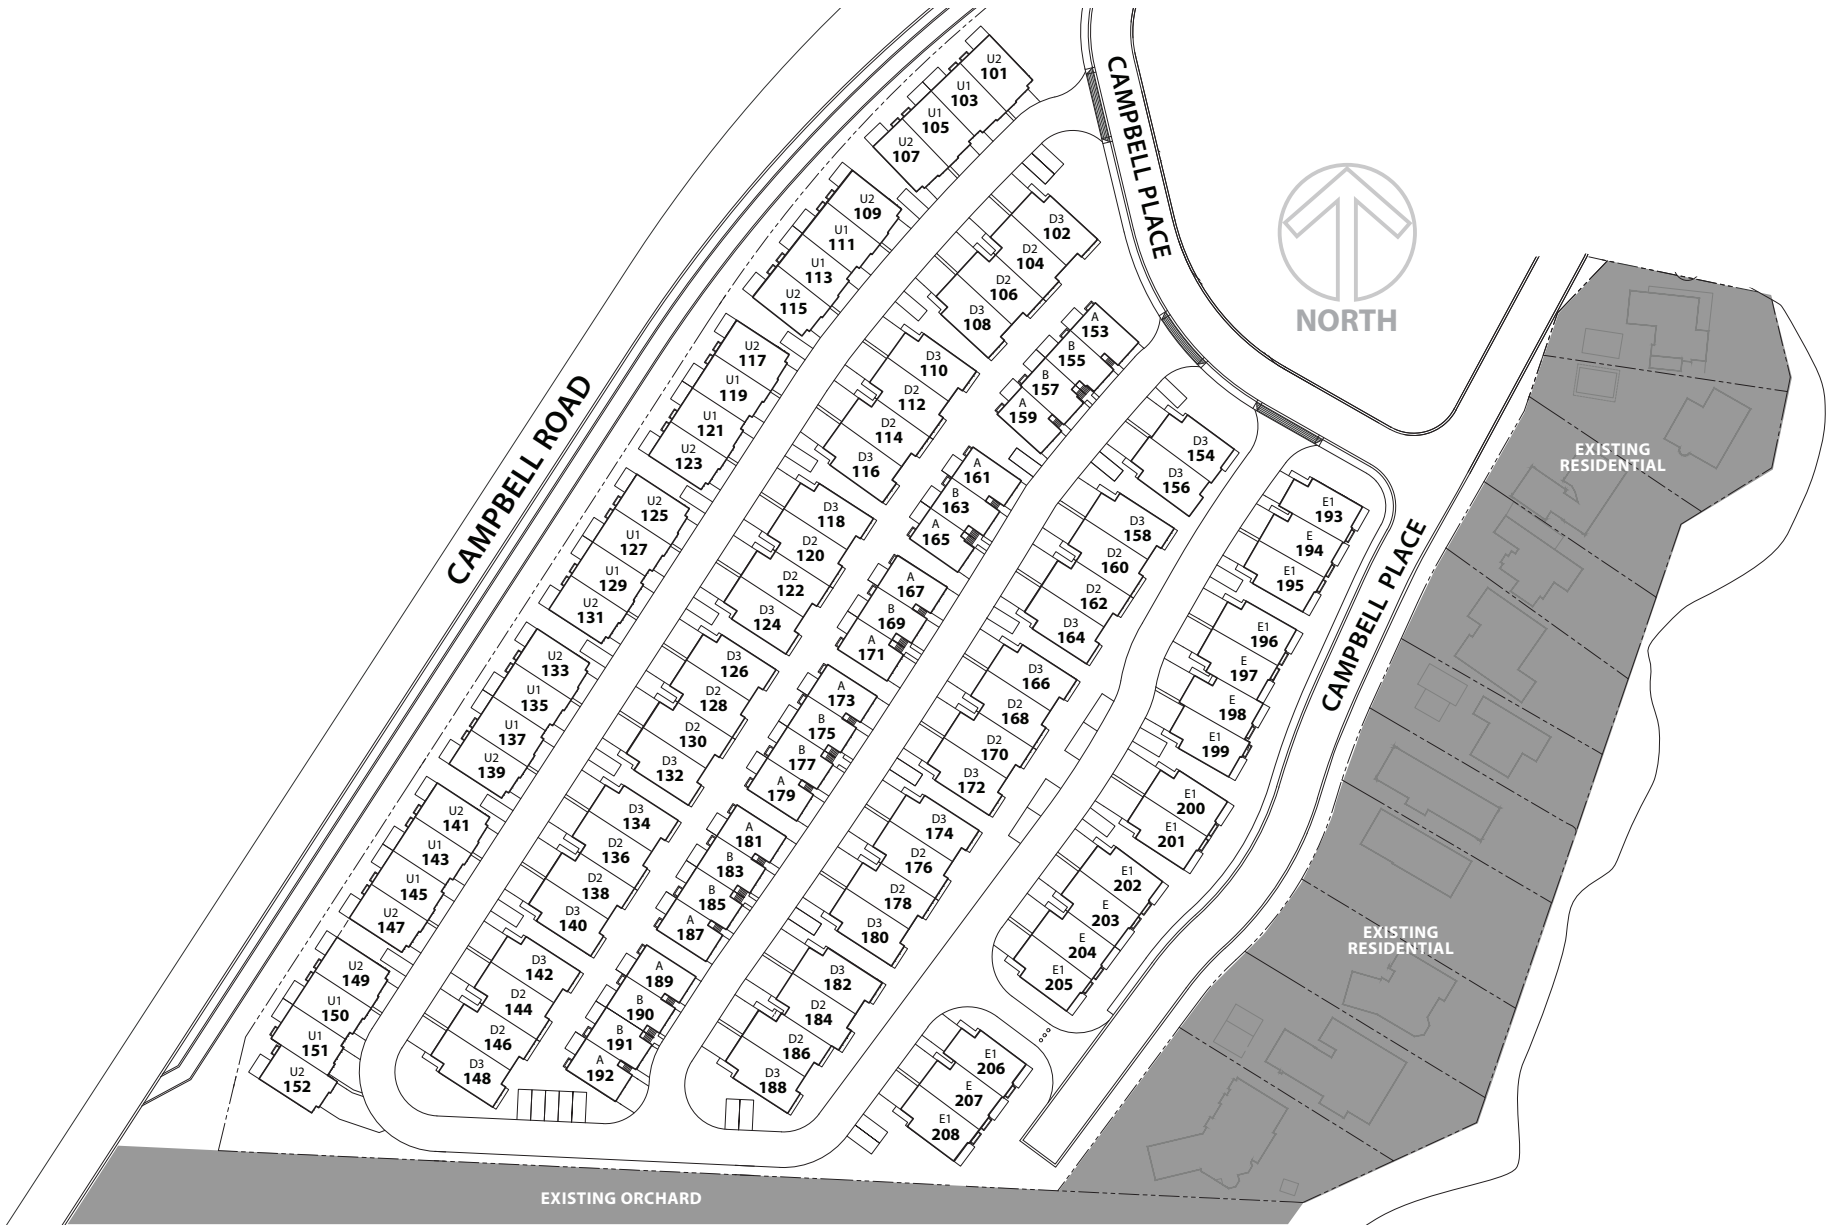 CAMPBELL ROAD
CAMPBELL PLACE
CAMPBELL PLACE
NORTH
EXISTING
RESIDENTIAL
EXISTING
RESIDENTIAL
EXISTING ORCHARD
U2
101
U1
103
U1
105
U2
107
U2
109
U1
111
U1
113
U2
115
U2
117
U1
119
U1
121
U2
123
U2
125
U1
127
U1
129
U2
131
U2
133
U1
135
U1
137
U2
139
U2
141
U1
143
U1
145
U2
147
U2
149
U1
150
U1
151
U2
152
D3
102
D2
104
D2
106
D3
108
D3
110
D2
112
D2
114
D3
116
D3
118
D2
120
D2
122
D3
124
D3
126
D2
128
D2
130
D3
132
D3
134
D2
136
D2
138
D3
140
D3
142
D2
144
D2
146
D3
148
A
153
B
155
B
157
A
159
A
161
B
163
A
165
A
167
B
169
A
171
A
173
B
175
B
177
A
179
A
181
B
183
B
185
A
187
A
189
B
190
B
191
A
192
D3
154
D3
156
D3
158
D2
160
D2
162
D3
164
D3
166
D2
168
D2
170
D3
172
D3
174
D2
176
D2
178
D3
180
D3
182
D2
184
D2
186
D3
188
E1
193
E
194
E1
195
E1
196
E
197
E
198
E1
199
E1
200
E1
201
E1
202
E
203
E
204
E1
205
E1
206
E
207
E1
208